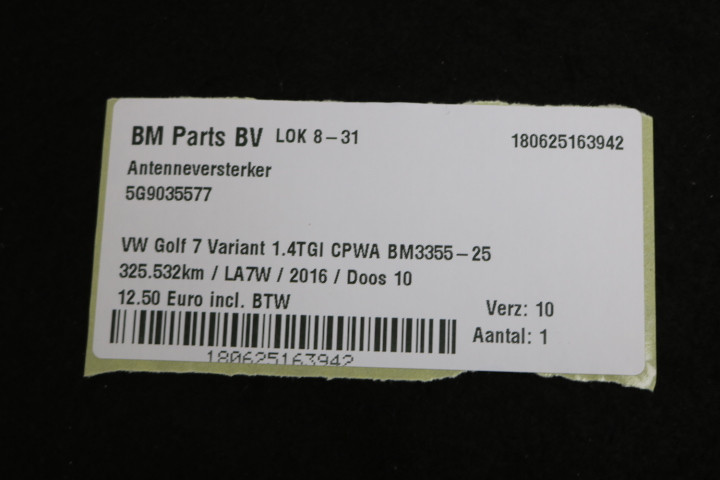 BM Parts BV LOK 8-31 180625163942
Antenneversterker
5G9035577
VW Golf 7 Variant 1.4TGI CPWA BM3355-25
325.532km / LA7W / 2016 / Doos 10
12.50 Euro incl. BTW
Verz: 10
Aantal: 1
180625163942